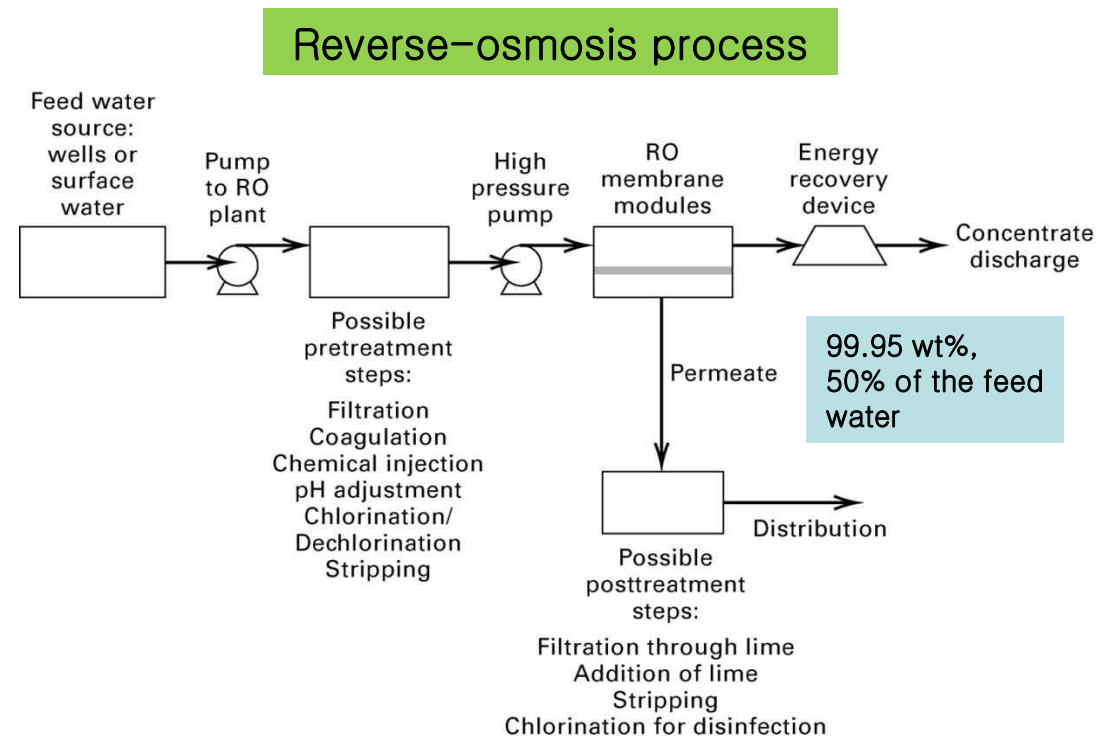 Reverse-osmosis process
Feed water
source:
wells or
surface
water
Pump
to RO
plant
High
pressure
pump
RO
membrane
modules
Energy
recovery
device
Concentrate
discharge
Possible
pretreatment
steps:
Filtration
Coagulation
Chemical injection
pH adjustment
Chlorination/
Dechlorination
Stripping
Permeate
99.95 wt%,
50% of the feed
water
Distribution
Possible
posttreatment
steps:
Filtration through lime
Addition of lime
Stripping
Chlorination for disinfection